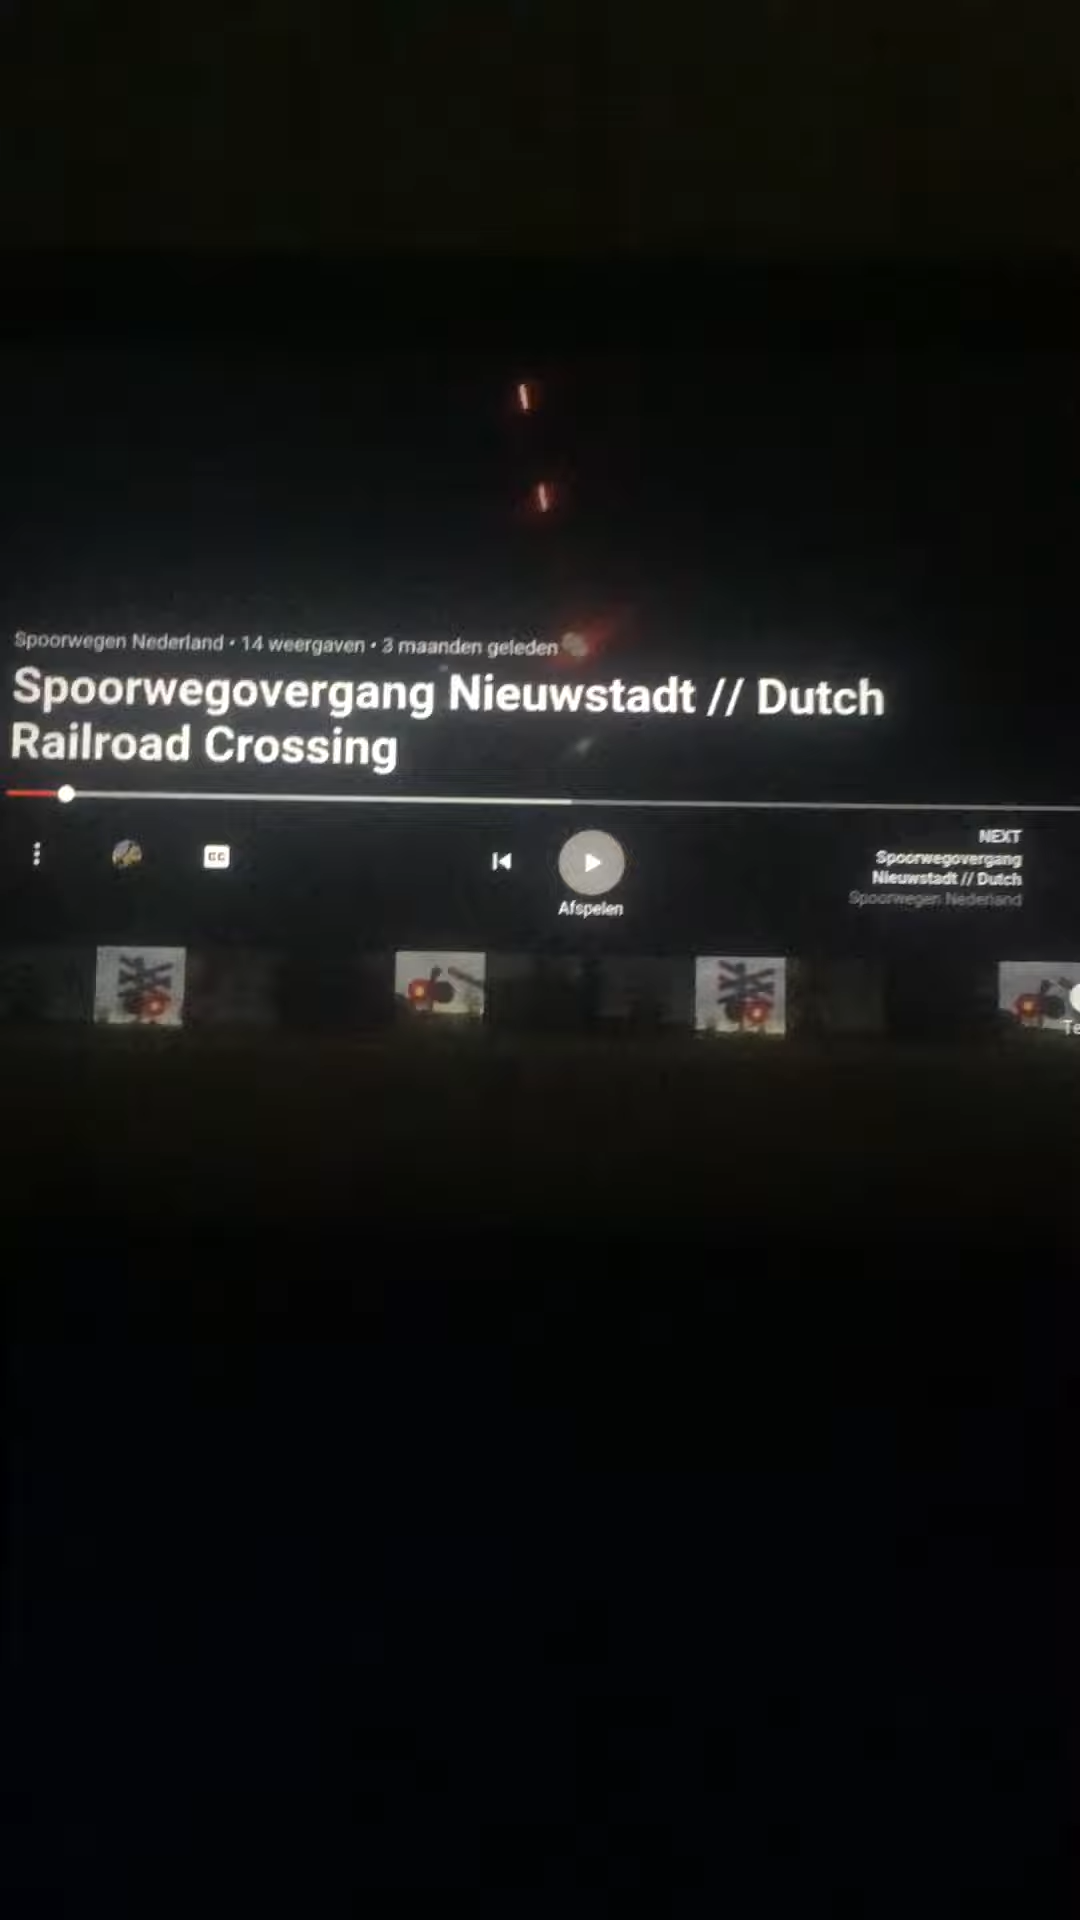 Spoorwegen Nederland • 14 weergaven • 3 maanden geleden
Spoorwegovergang Nieuwstadt // Dutch
Railroad Crossing
CC
NEXT
Spoorwegovergang
Nieuwstadt // Dutch
Spoorwegen Nederland
Afspelen